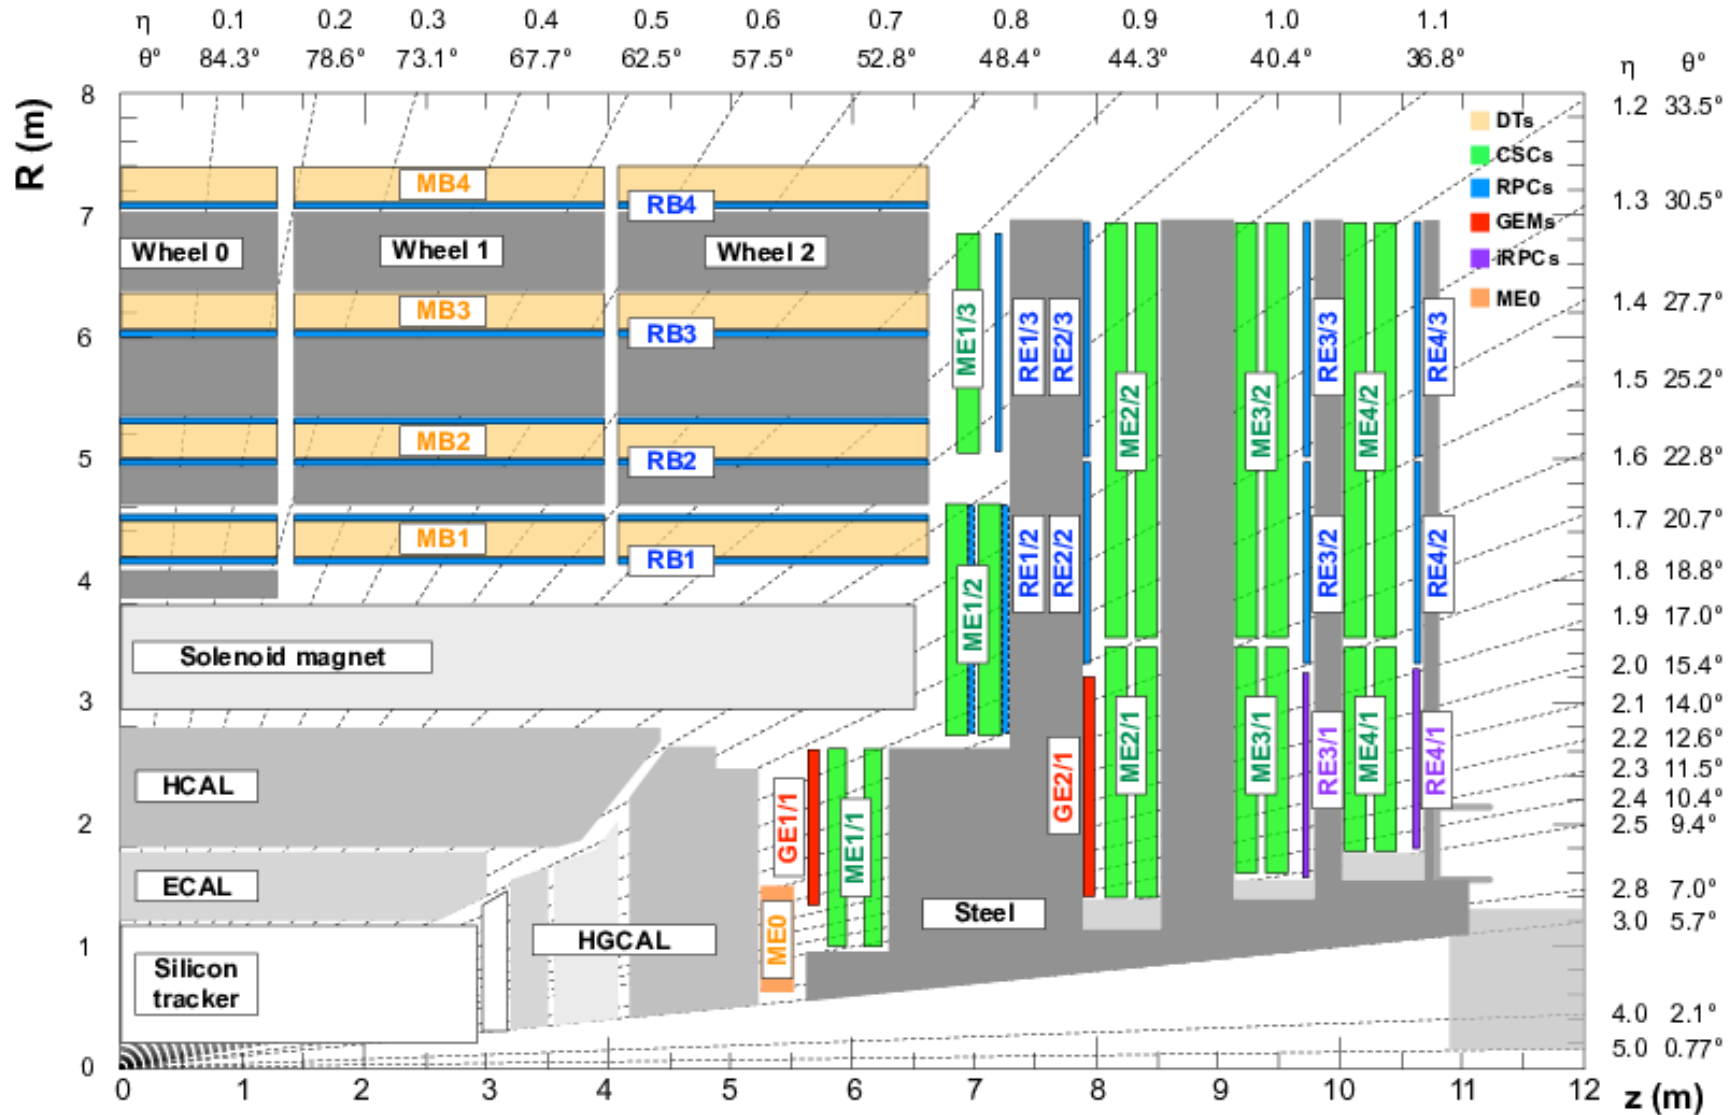 η 0.1 0.2 0.3 0.4 0.5 0.6 0.7 0.8 0.9 1.0 1.1
θ° 84.3° 78.6° 73.1° 67.7° 62.5° 57.5° 52.8° 48.4° 44.3° 40.4° 36.8° η θ°
R (m)
8
7
6
5
4
3
2
1
0
1.2 33.5°
1.3 30.5°
1.4 27.7°
1.5 25.2°
1.6 22.8°
1.7 20.7°
1.8 18.8°
1.9 17.0°
2.0 15.4°
2.1 14.0°
2.2 12.6°
2.3 11.5°
2.4 10.4°
2.5 9.4°
2.8 7.0°
3.0 5.7°
4.0 2.1°
5.0 0.77°
DTs
CSCs
RPCs
GEMs
iRPCs
ME0
MB4
RB4
Wheel 0 Wheel 1 Wheel 2
MB3
RB3
MB2
RB2
MB1
RB1
Solenoid magnet
HCAL
ECAL
Silicon
tracker
HGCAL
Steel
ME0
GE1/1
ME1/1
ME1/2
ME1/3
RE1/3
RE2/3
RE1/2
RE2/2
GE2/1
ME2/2
ME2/1
ME3/2
ME3/1
RE3/3
RE3/2
RE3/1
ME4/2
ME4/1
RE4/3
RE4/2
RE4/1
0 1 2 3 4 5 6 7 8 9 10 11 12 z (m)